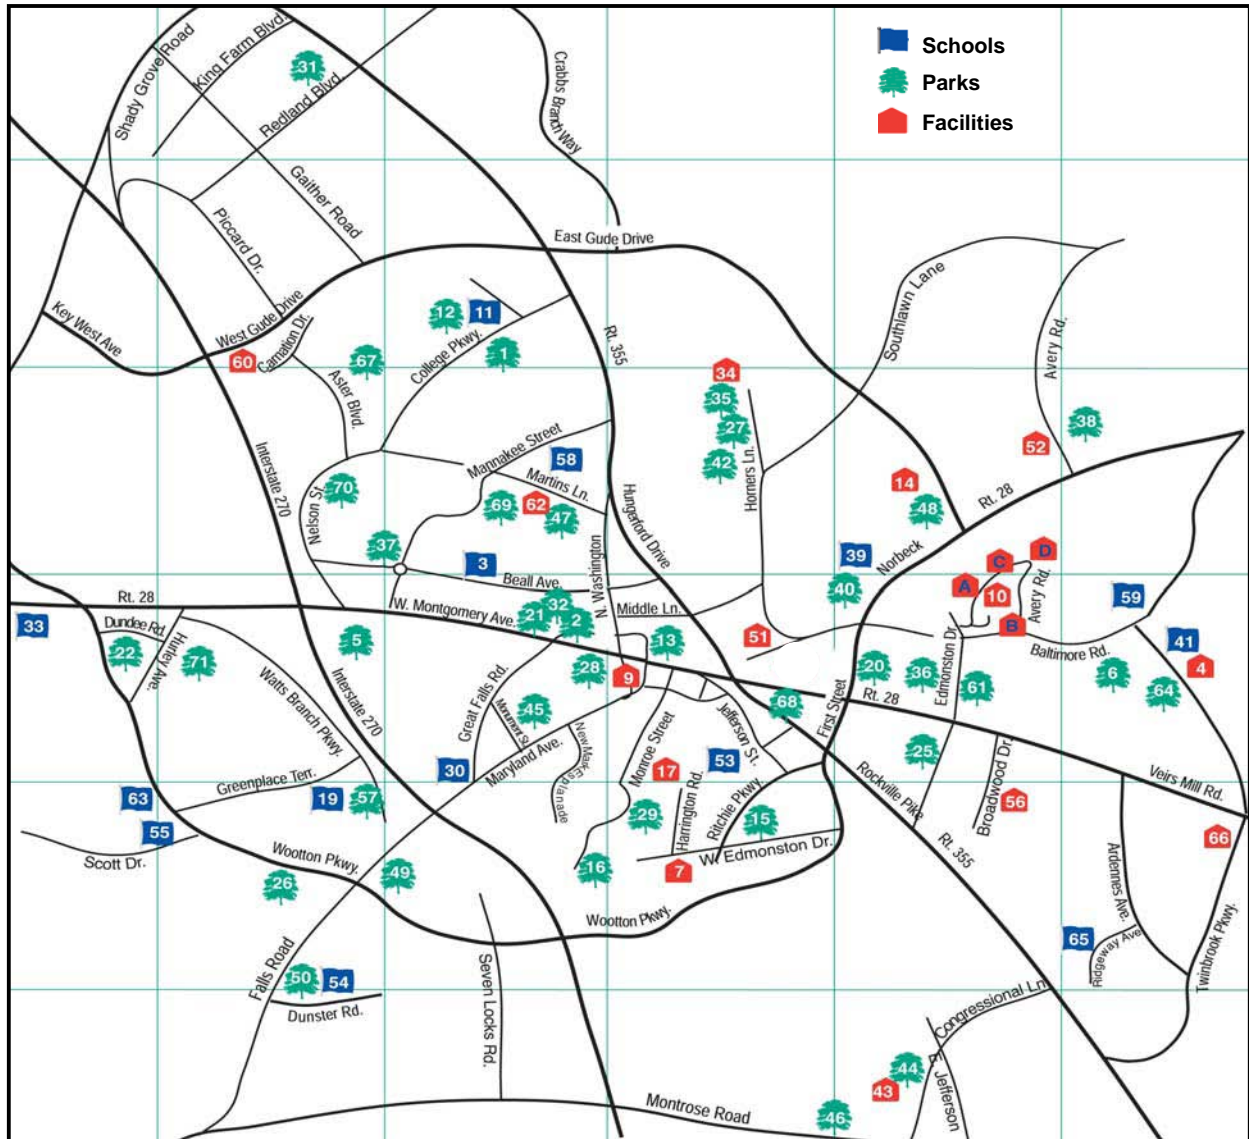 Schools
Parks
Facilities
Shady Grove Road
King Farm Blvd.
31
Redland Blvd.
Crabbs Branch Way
Gaither Road
Piccard Dr.
East Gude Drive
Key West Ave
West Gude Drive
60
Carnation Dr.
12
11
1
67
College Pkwy.
Aster Blvd.
Rt. 355
34
35
27
42
Southlawn Lane
Avery Rd.
38
52
Interstate 270
Mannakee Street
58
Martins Ln.
70
Nelson St.
69
62
47
Hungerford Drive
Horners Ln.
14
48
Rt. 28
37
3
Beall Ave.
N. Washington
39
Norbeck
40
A
C
D
10
B
Avery Rd.
59
Rt. 28
33
Dundee Rd.
22
Hurley Ave.
71
W. Montgomery Ave.
5
21
32
2
Middle Ln.
13
51
Edmonston Dr.
Baltimore Rd.
41
4
6
64
Watts Branch Pkwy.
Interstate 270
Great Falls Rd.
28
9
45
Monument St.
Maryland Ave.
New Mark Esplanade
Monroe Street
Jefferson St.
68
First Street
20
36
61
Rt. 28
25
Broadwood Dr.
Veirs Mill Rd.
30
17
53
63
Greenplace Terr.
19
57
55
Scott Dr.
Wootton Pkwy.
29
Harrington Rd.
Ritchie Pkwy.
15
W. Edmonston Dr.
Rockville Pike
Rt. 355
56
66
26
49
16
7
Wootton Pkwy.
Ardennes Ave.
65
Ridgeway Ave
Twinbrook Pkwy.
Falls Road
50
54
Dunster Rd.
Seven Locks Rd.
Congressional Ln.
44
43
E. Jefferson
46
Montrose Road